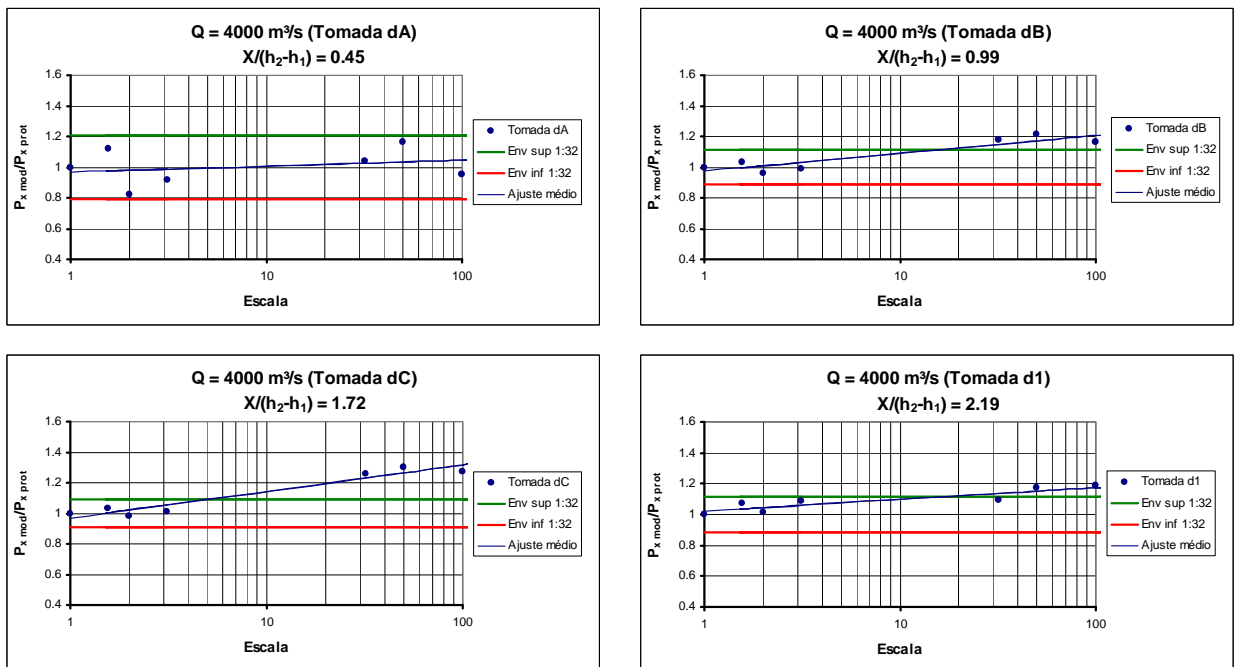 Q = 4000 m³/s (Tomada dA)
X/(h₂-h₁) = 0.45
1.6
1.4
1.2
1
0.8
0.6
0.4
1
10
100
Escala
Pₓ mod/Pₓ prot
Tomada dA
Env sup 1:32
Env inf 1:32
Ajuste médio
Q = 4000 m³/s (Tomada dB)
X/(h₂-h₁) = 0.99
1.6
1.4
1.2
1
0.8
0.6
0.4
1
10
100
Escala
Pₓ mod/Pₓ prot
Tomada dB
Env sup 1:32
Env inf 1:32
Ajuste médio
Q = 4000 m³/s (Tomada dC)
X/(h₂-h₁) = 1.72
1.6
1.4
1.2
1
0.8
0.6
0.4
1
10
100
Escala
Pₓ mod/Pₓ prot
Tomada dC
Env sup 1:32
Env inf 1:32
Ajuste médio
Q = 4000 m³/s (Tomada d1)
X/(h₂-h₁) = 2.19
1.6
1.4
1.2
1
0.8
0.6
0.4
1
10
100
Escala
Pₓ mod/Pₓ prot
Tomada d1
Env sup 1:32
Env inf 1:32
Ajuste médio